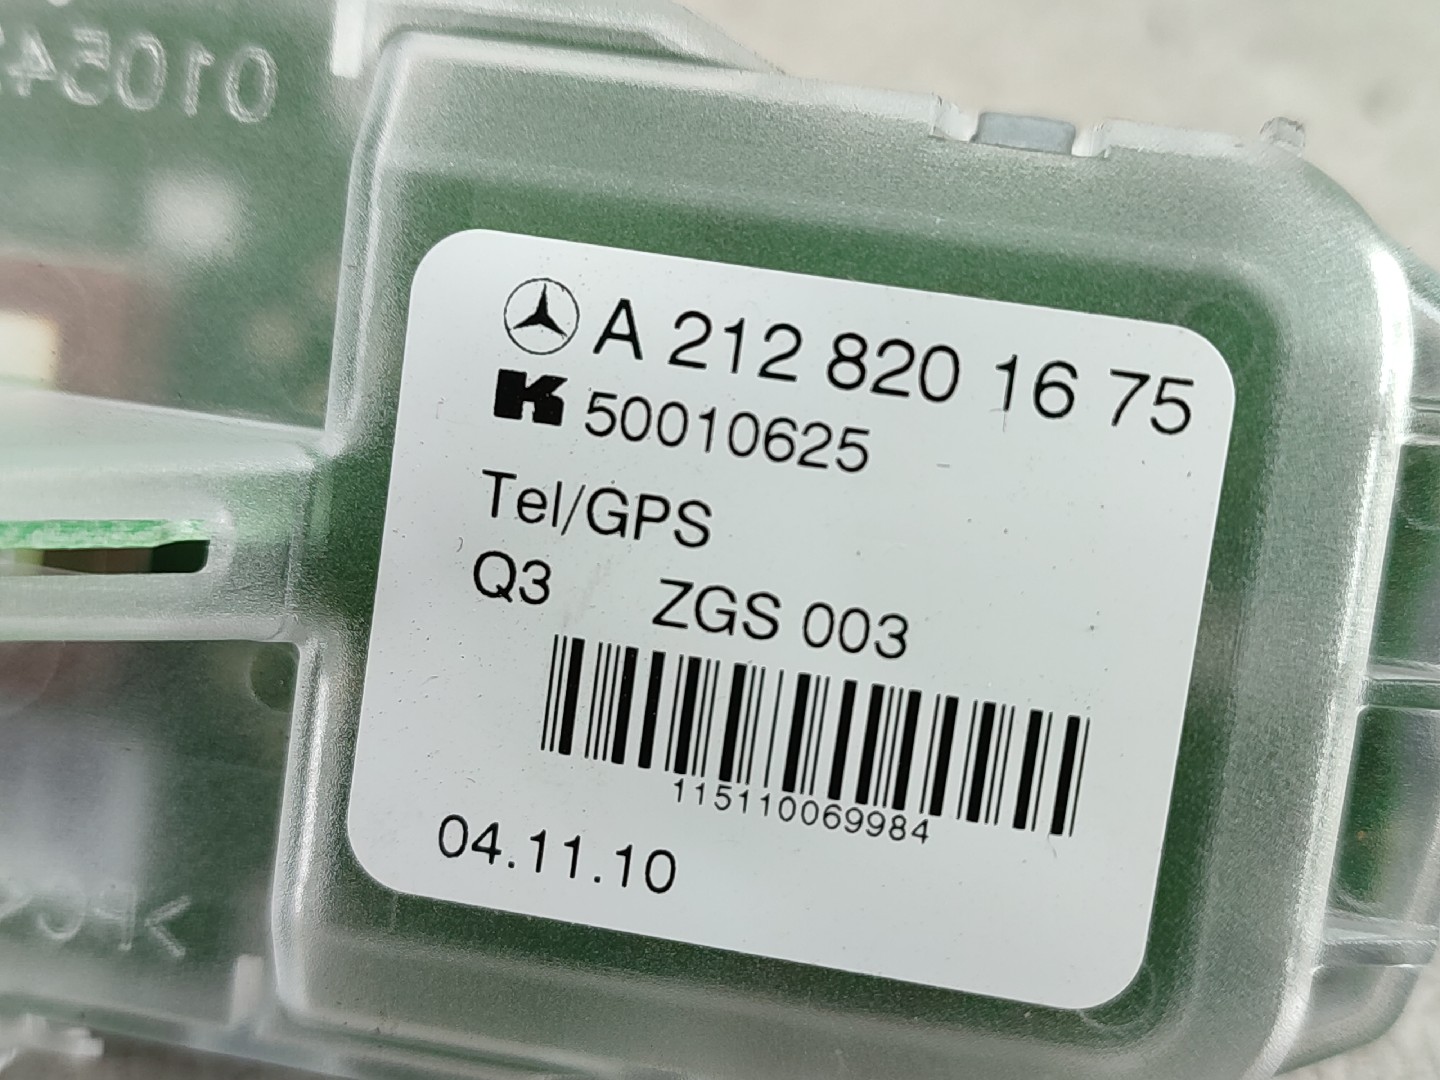 A 212 820 16 75
K 50010625
Tel/GPS
Q3 ZGS 003
115110069984
04.11.10